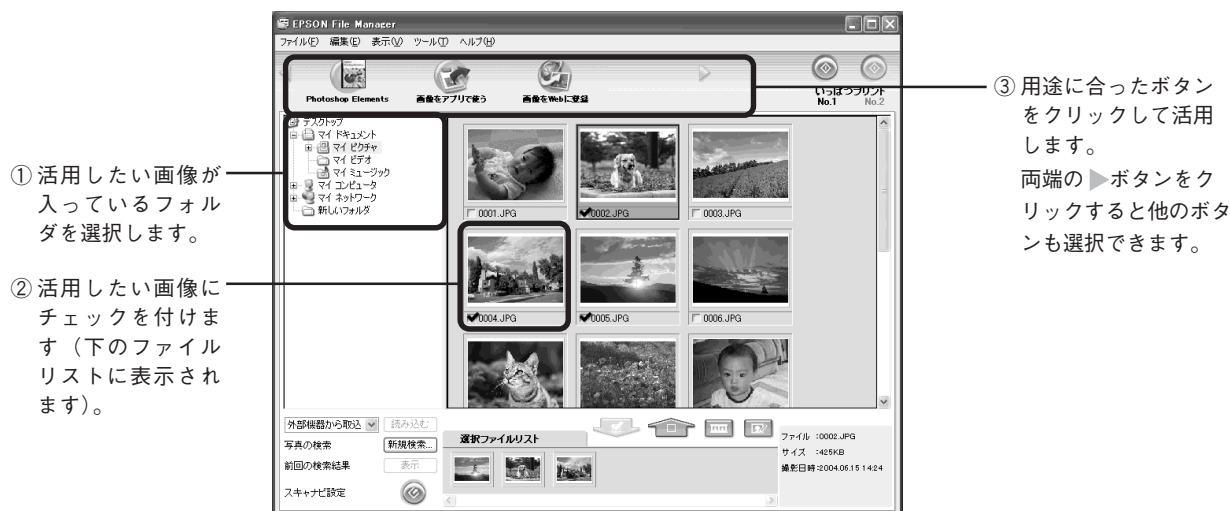 EPSON File Manager
ファイル(F) 編集(E) 表示(V) ツール(T) ヘルプ(H)
Photoshop Elements 画像をアプリで使う 画像をWebに登録
いっぱつプリント
No.1 No.2
① 活用したい画像が
入っているフォル
ダを選択します。
② 活用したい画像に
チェックを付けま
す（下のファイル
リストに表示され
ます）。
デスクトップ
マイ ドキュメント
マイ ピクチャ
マイ ビデオ
マイ ミュージック
マイ コンピュータ
マイ ネットワーク
新しいフォルダ
0001.JPG 0002.JPG 0003.JPG
0004.JPG 0005.JPG 0006.JPG
③ 用途に合ったボタン
をクリックして活用
します。
両端の ▶ボタンをク
リックすると他のボタ
ンも選択できます。
外部機器から取込 読み込む
写真の検索 新規検索...
前回の検索結果 表示
スキャナビ設定
選択ファイルリスト
ファイル :0002.JPG
サイズ :425KB
撮影日時 :2004.06.15 14:24